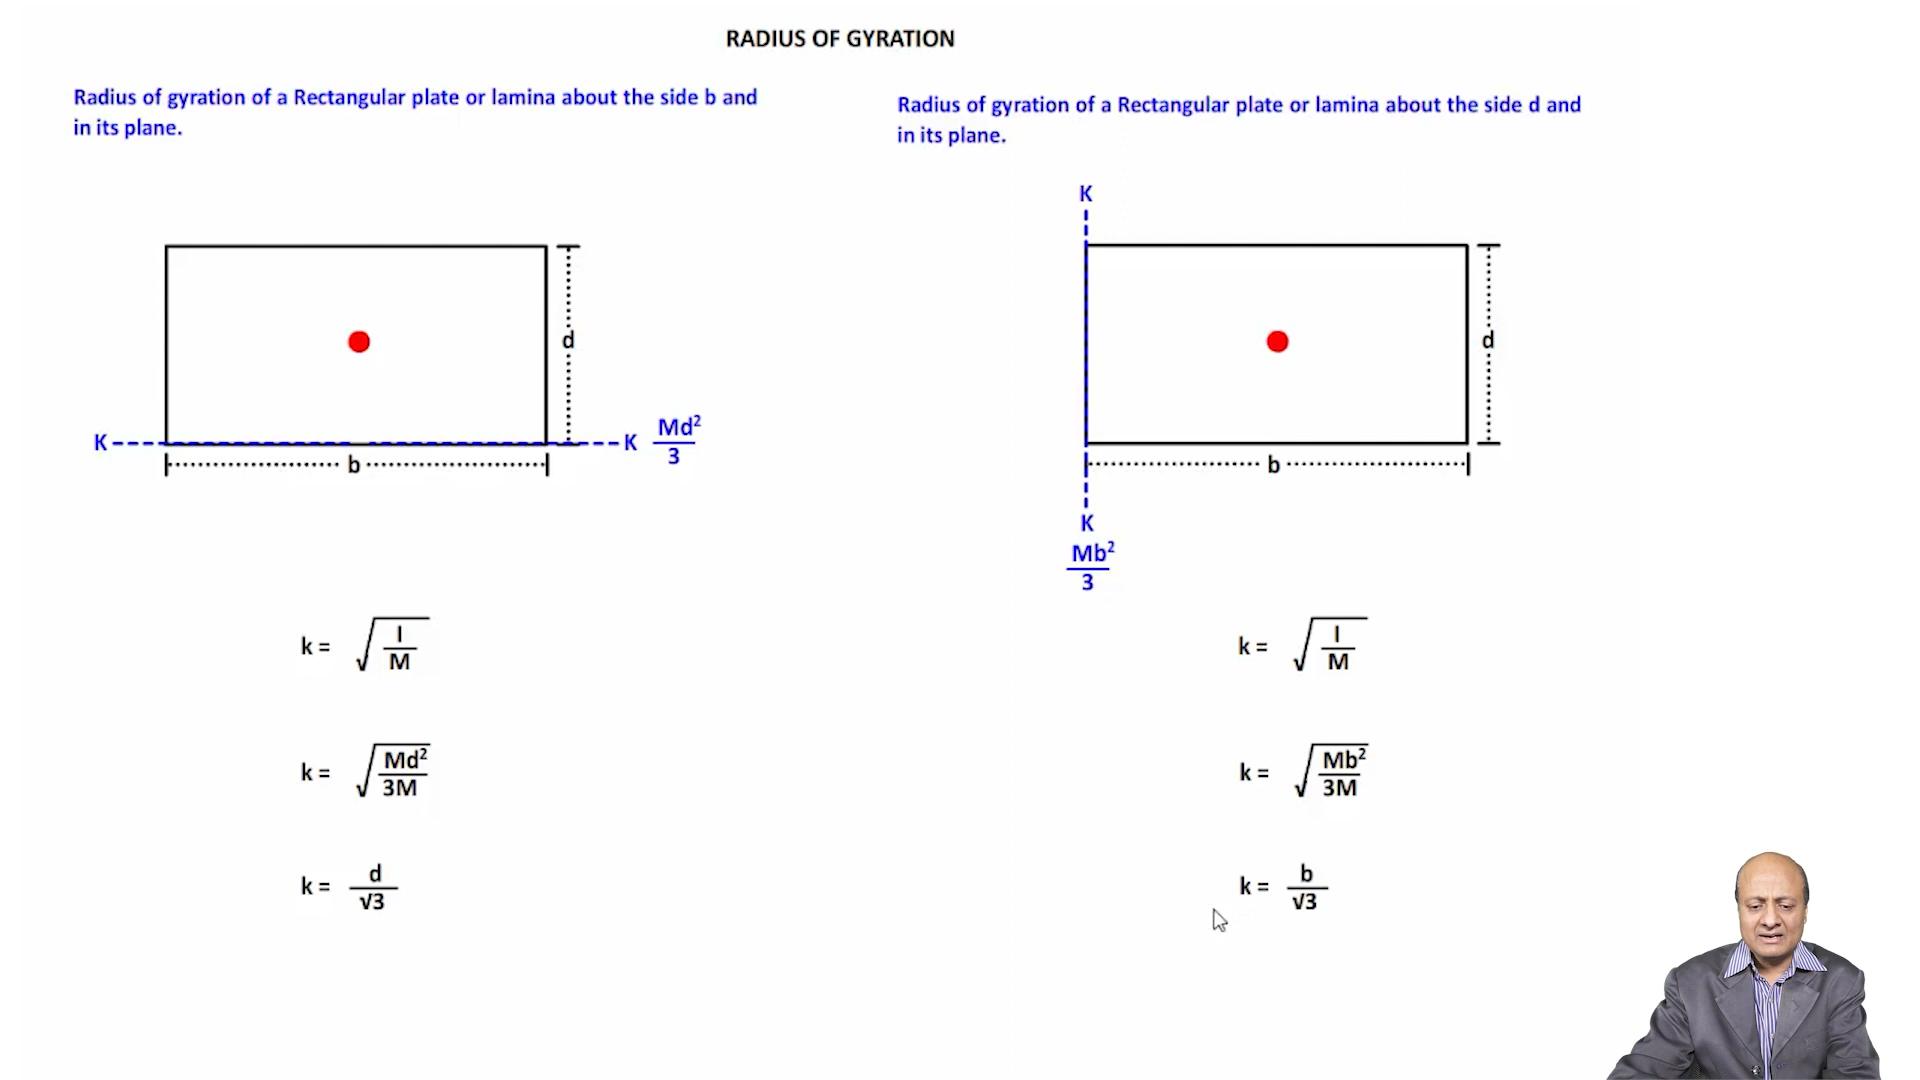 RADIUS OF GYRATION
Radius of gyration of a Rectangular plate or lamina about the side b and
in its plane.
d
K
K
Md²
3
b
k = √
I
M
k = √
Md²
3M
k =
d
√3
Radius of gyration of a Rectangular plate or lamina about the side d and
in its plane.
K
d
b
K
Mb²
3
k = √
I
M
k = √
Mb²
3M
k =
b
√3